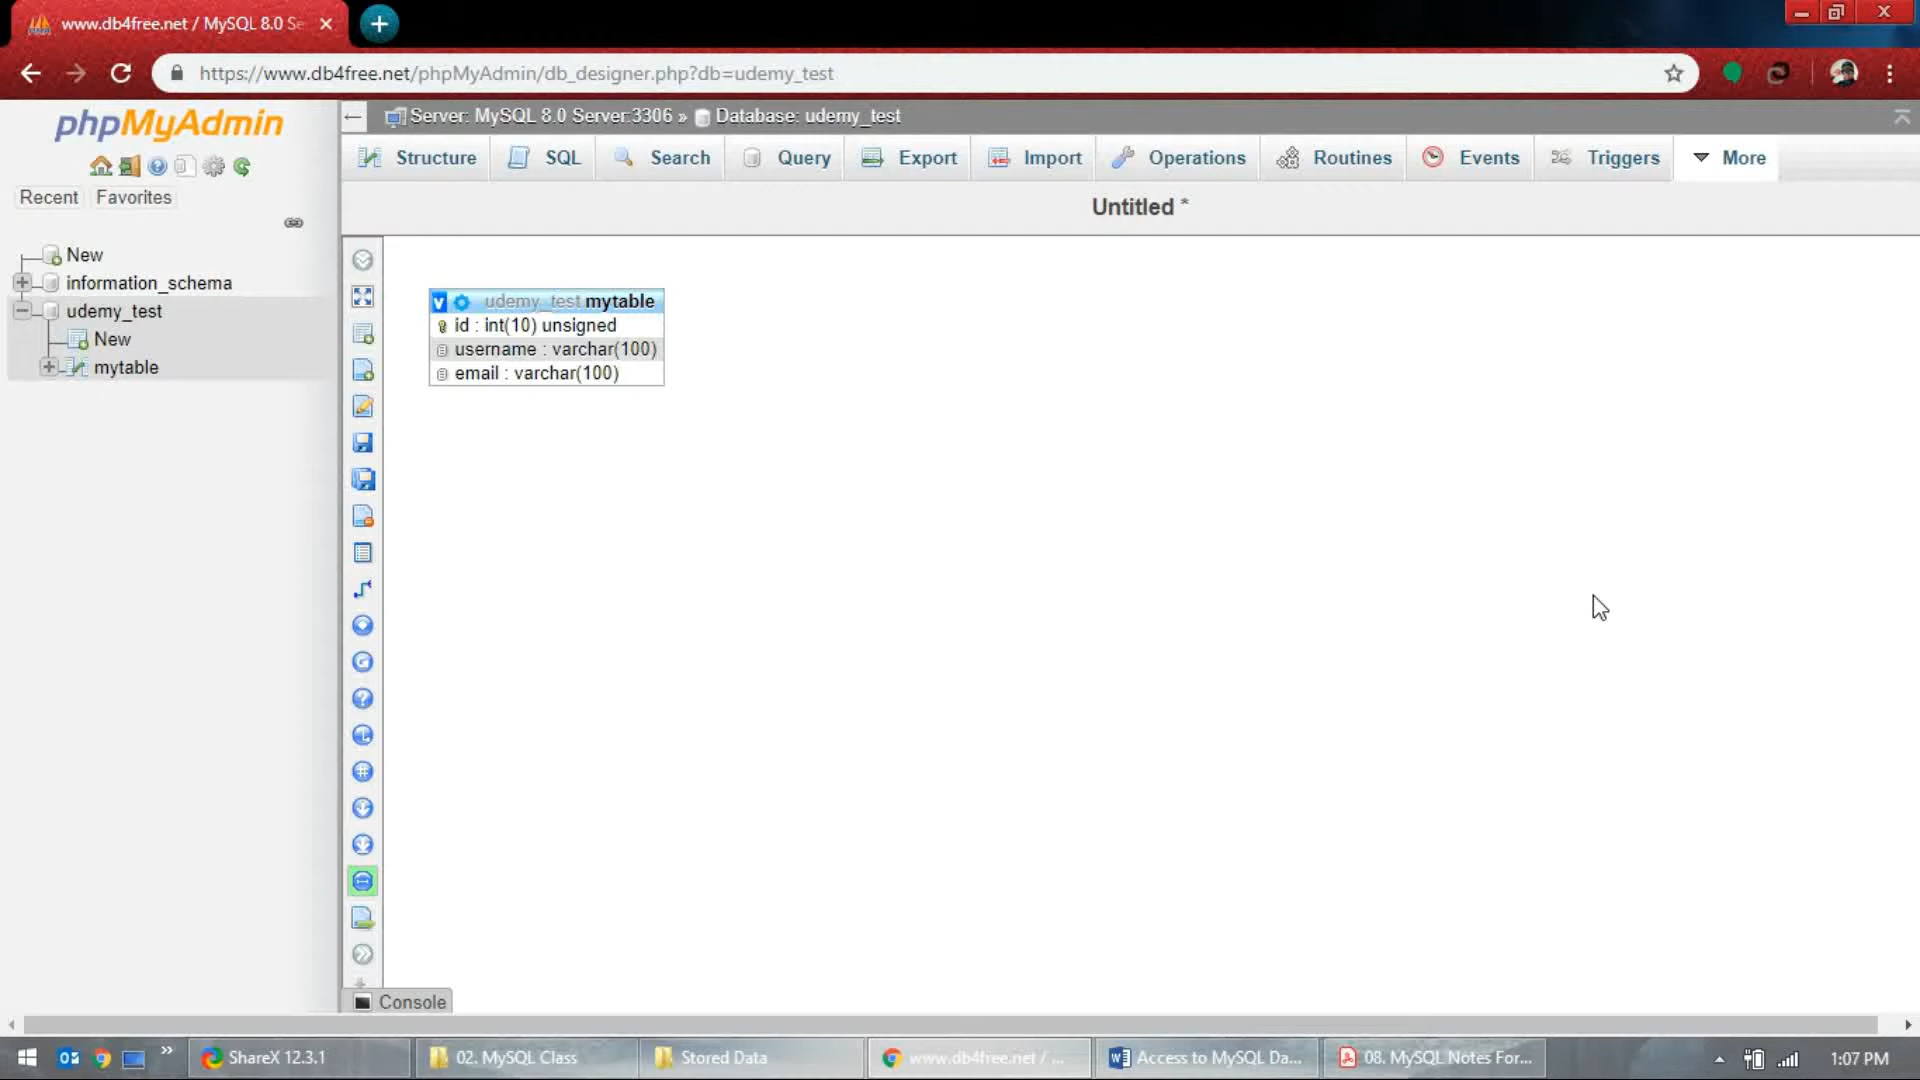 www.db4free.net / MySQL 8.0 Se
https://www.db4free.net/phpMyAdmin/db_designer.php?db=udemy_test
phpMyAdmin
Recent Favorites
New
information_schema
udemy_test
New
mytable
Server: MySQL 8.0 Server:3306 » Database: udemy_test
Structure SQL Search Query Export Import Operations Routines Events Triggers More
Untitled *
udemy_test mytable
id : int(10) unsigned
username : varchar(100)
email : varchar(100)
Console
ShareX 12.3.1 02. MySQL Class Stored Data www.db4free.net / ... Access to MySQL Da... 08. MySQL Notes For... 1:07 PM